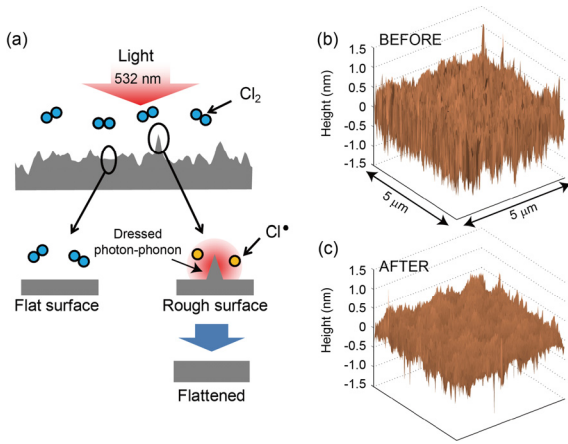 (a)
Light
532 nm
Cl₂
Dressed
photon-phonon
Cl•
Flat surface
Rough surface
Flattened
(b)
BEFORE
Height (nm)
1.5
1.0
0.5
0
-0.5
-1.0
-1.5
5 μm
5 μm
(c)
AFTER
Height (nm)
1.5
1.0
0.5
0
-0.5
-1.0
-1.5